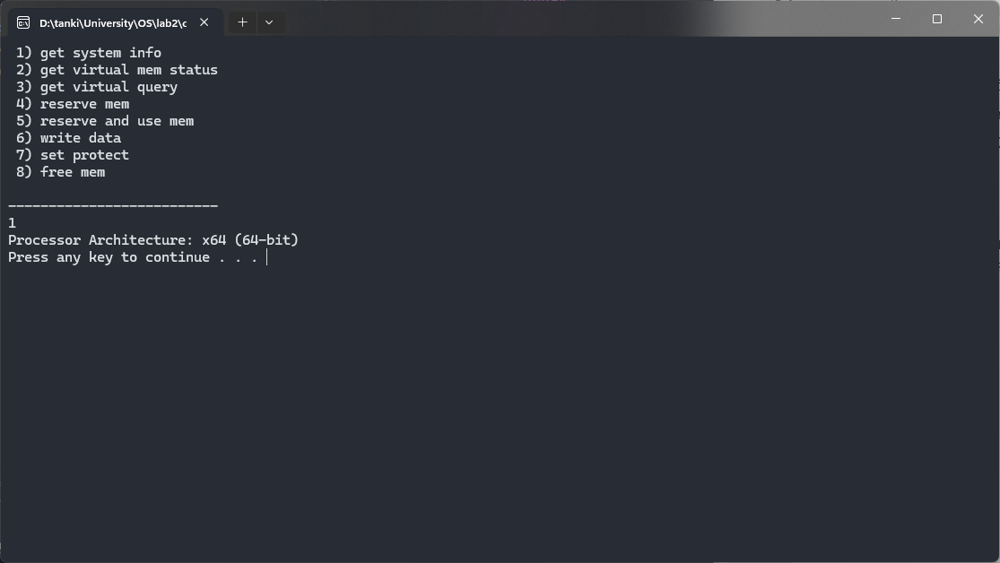 D:\tanki\University\OS\lab2\c
1) get system info
2) get virtual mem status
3) get virtual query
4) reserve mem
5) reserve and use mem
6) write data
7) set protect
8) free mem
--------------------------
1
Processor Architecture: x64 (64-bit)
Press any key to continue . . .